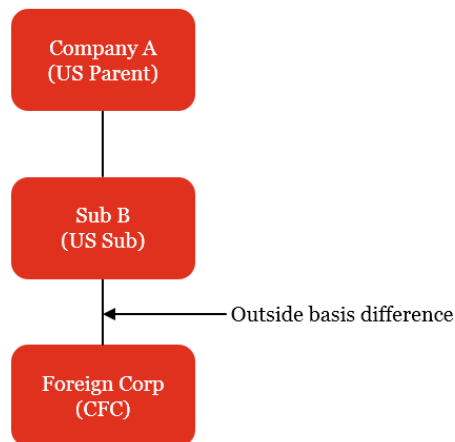 Company A
(US Parent)
Sub B
(US Sub)
Outside basis difference
Foreign Corp
(CFC)